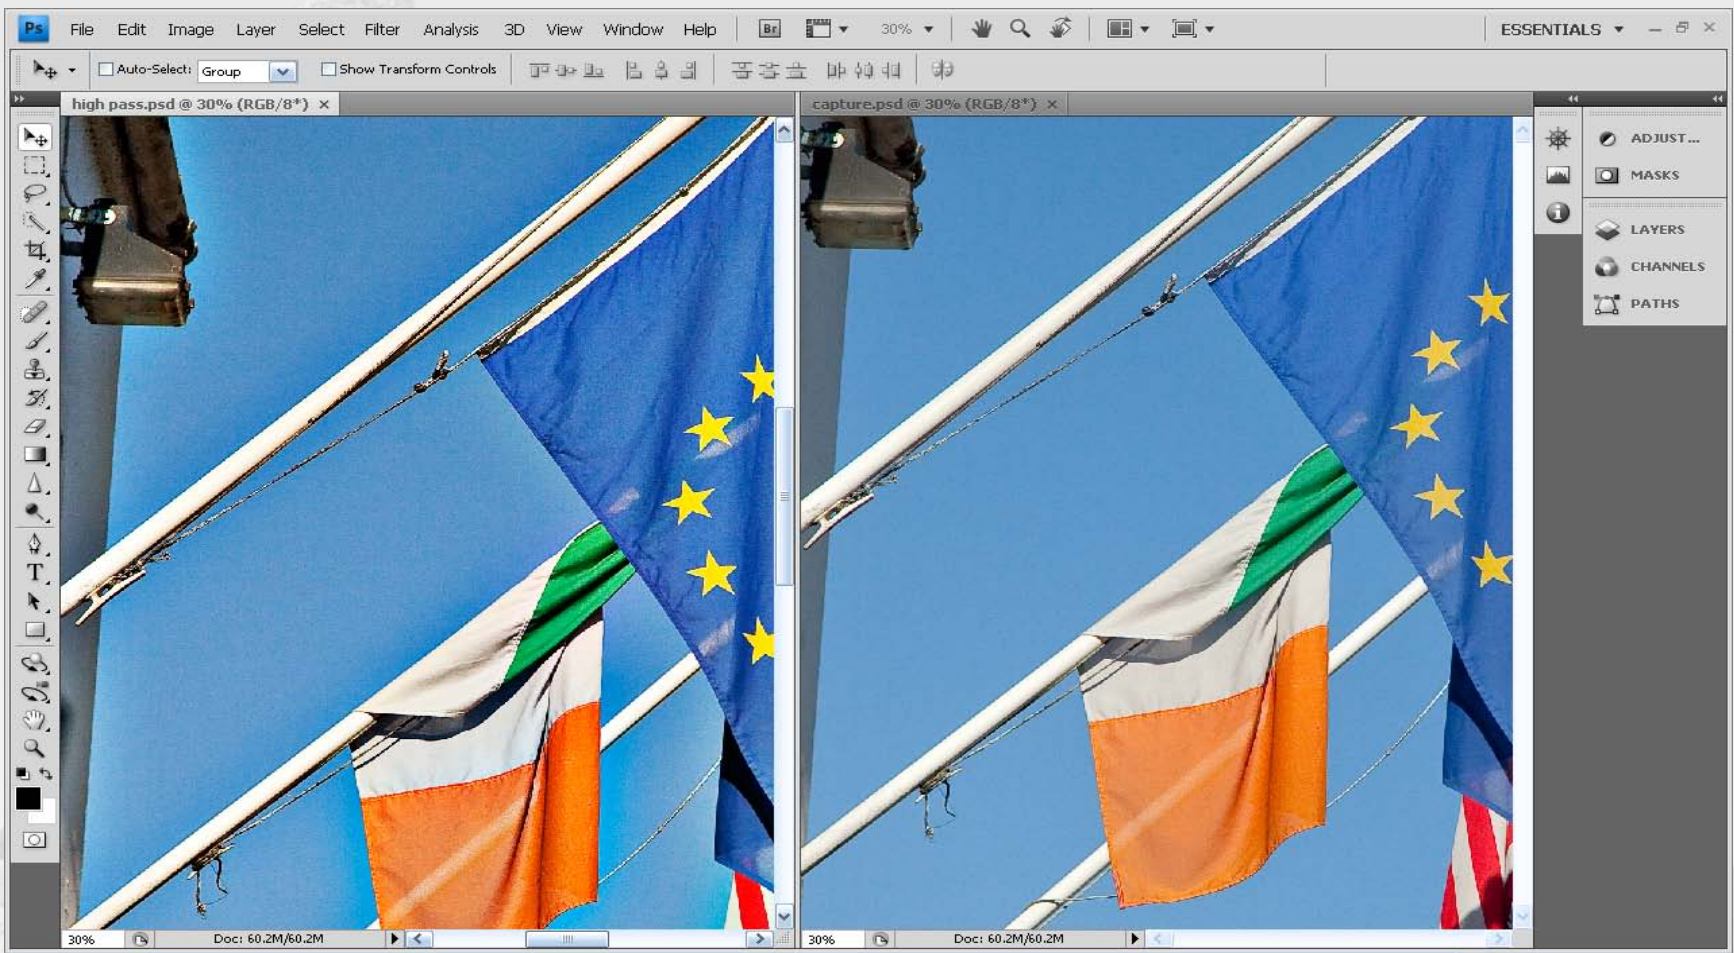 Ps File Edit Image Layer Select Filter Analysis 3D View Window Help Br 30% ESSENTIALS
Auto-Select: Group Show Transform Controls
high pass.psd @ 30% (RGB/8*) ×
capture.psd @ 30% (RGB/8*) ×
ADJUST...
MASKS
LAYERS
CHANNELS
PATHS
T
30% Doc: 60.2M/60.2M
30% Doc: 60.2M/60.2M